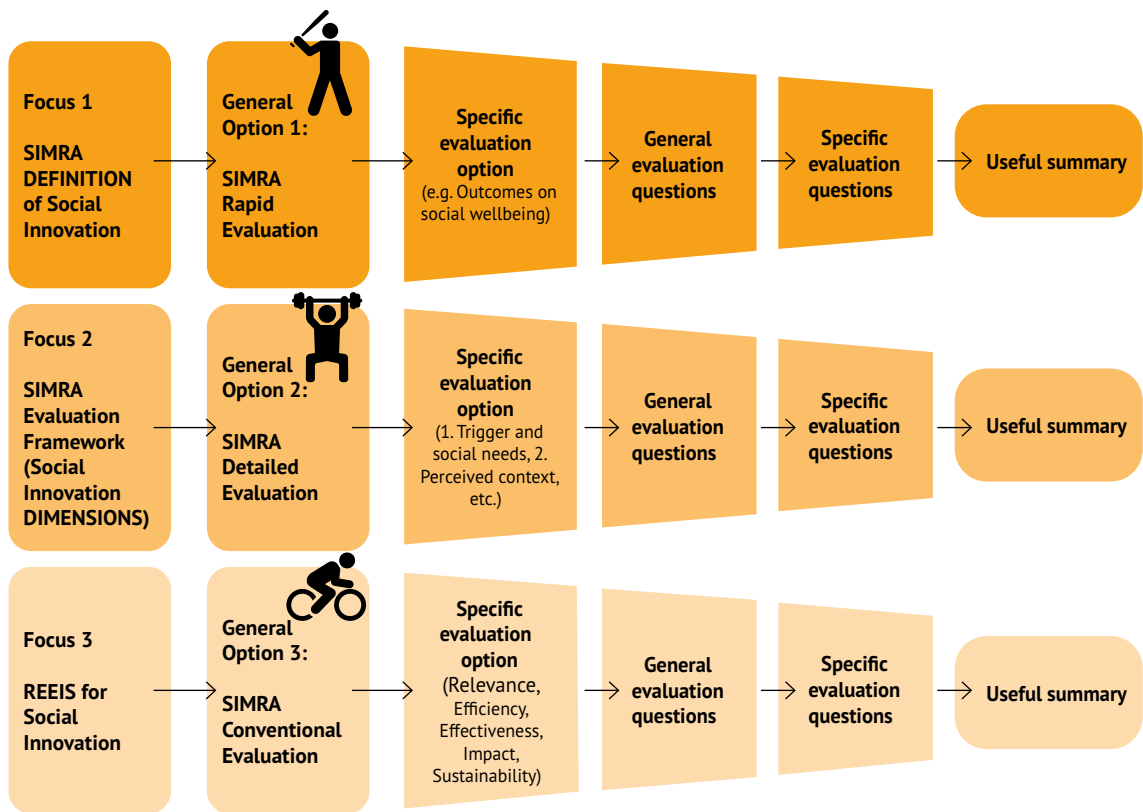 Focus 1
SIMRA
DEFINITION
of Social
Innovation
General
Option 1:
SIMRA
Rapid
Evaluation
Specific
evaluation
option
(e.g. Outcomes on
social wellbeing)
General
evaluation
questions
Specific
evaluation
questions
Useful summary
Focus 2
SIMRA
Evaluation
Framework
(Social
Innovation
DIMENSIONS)
General
Option 2:
SIMRA
Detailed
Evaluation
Specific
evaluation
option
(1. Trigger and
social needs, 2.
Perceived context,
etc.)
General
evaluation
questions
Specific
evaluation
questions
Useful summary
Focus 3
REEIS for
Social
Innovation
General
Option 3:
SIMRA
Conventional
Evaluation
Specific
evaluation
option
(Relevance,
Efficiency,
Effectiveness,
Impact,
Sustainability)
General
evaluation
questions
Specific
evaluation
questions
Useful summary